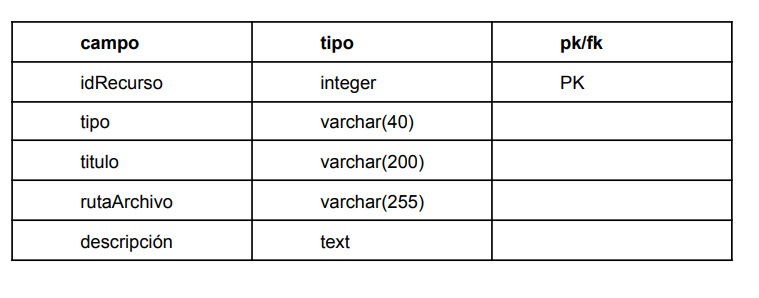 campo tipo pk/fk
idRecurso integer PK
tipo varchar(40)
titulo varchar(200)
rutaArchivo varchar(255)
descripción text